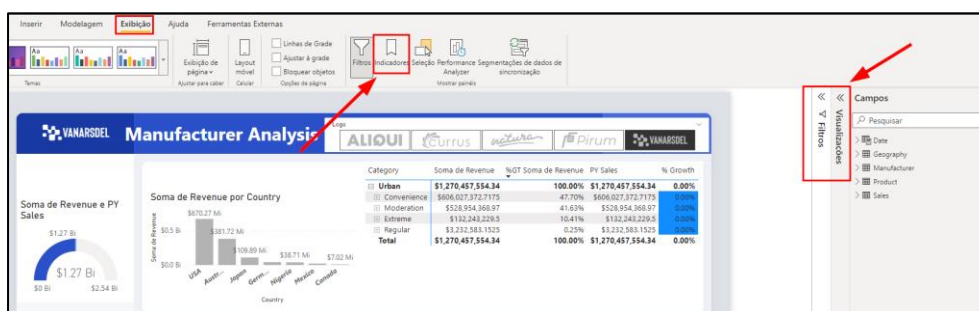 Inserir Modelagem Exibição Ajuda Ferramentas Externas
Aa Aa Aa Aa
Exibição de página
Layout móvel
Linhas de Grade
Ajustar à grade
Bloquear objetos
Filtros Indicadores Seleção Performance Analyzer Segmentações de dados de sincronização
Temas Ajustar para caber Celular Opções de página Mostrar painéis
VANARSDEL Manufacturer Analysis
Logo
ALIQUI Currus natura Pirum VANARSDEL
Soma de Revenue e PY Sales
$1.27 Bi
$1.27 Bi
$0 Bi $2.54 Bi
Soma de Revenue por Country
Soma de Revenue
$0.5 Bi
$0.0 Bi
$670.27 Mi
$381.72 Mi
$109.89 Mi
$38.71 Mi
$7.02 Mi
USA Austr... Japan Germ... Nigeria Mexico Canada
Country
Category Soma de Revenue %GT Soma de Revenue PY Sales % Growth
Urban $1,270,457,554.34 100.00% $1,270,457,554.34 0.00%
Convenience $606,027,372.7175 47.70% $606,027,372.7175 0.00%
Moderation $528,954,368.97 41.63% $528,954,368.97 0.00%
Extreme $132,243,229.5 10.41% $132,243,229.5 0.00%
Regular $3,232,583.1525 0.25% $3,232,583.1525 0.00%
Total $1,270,457,554.34 100.00% $1,270,457,554.34 0.00%
Filtros
Visualizações
Campos
Pesquisar
Date
Geography
Manufacturer
Product
Sales